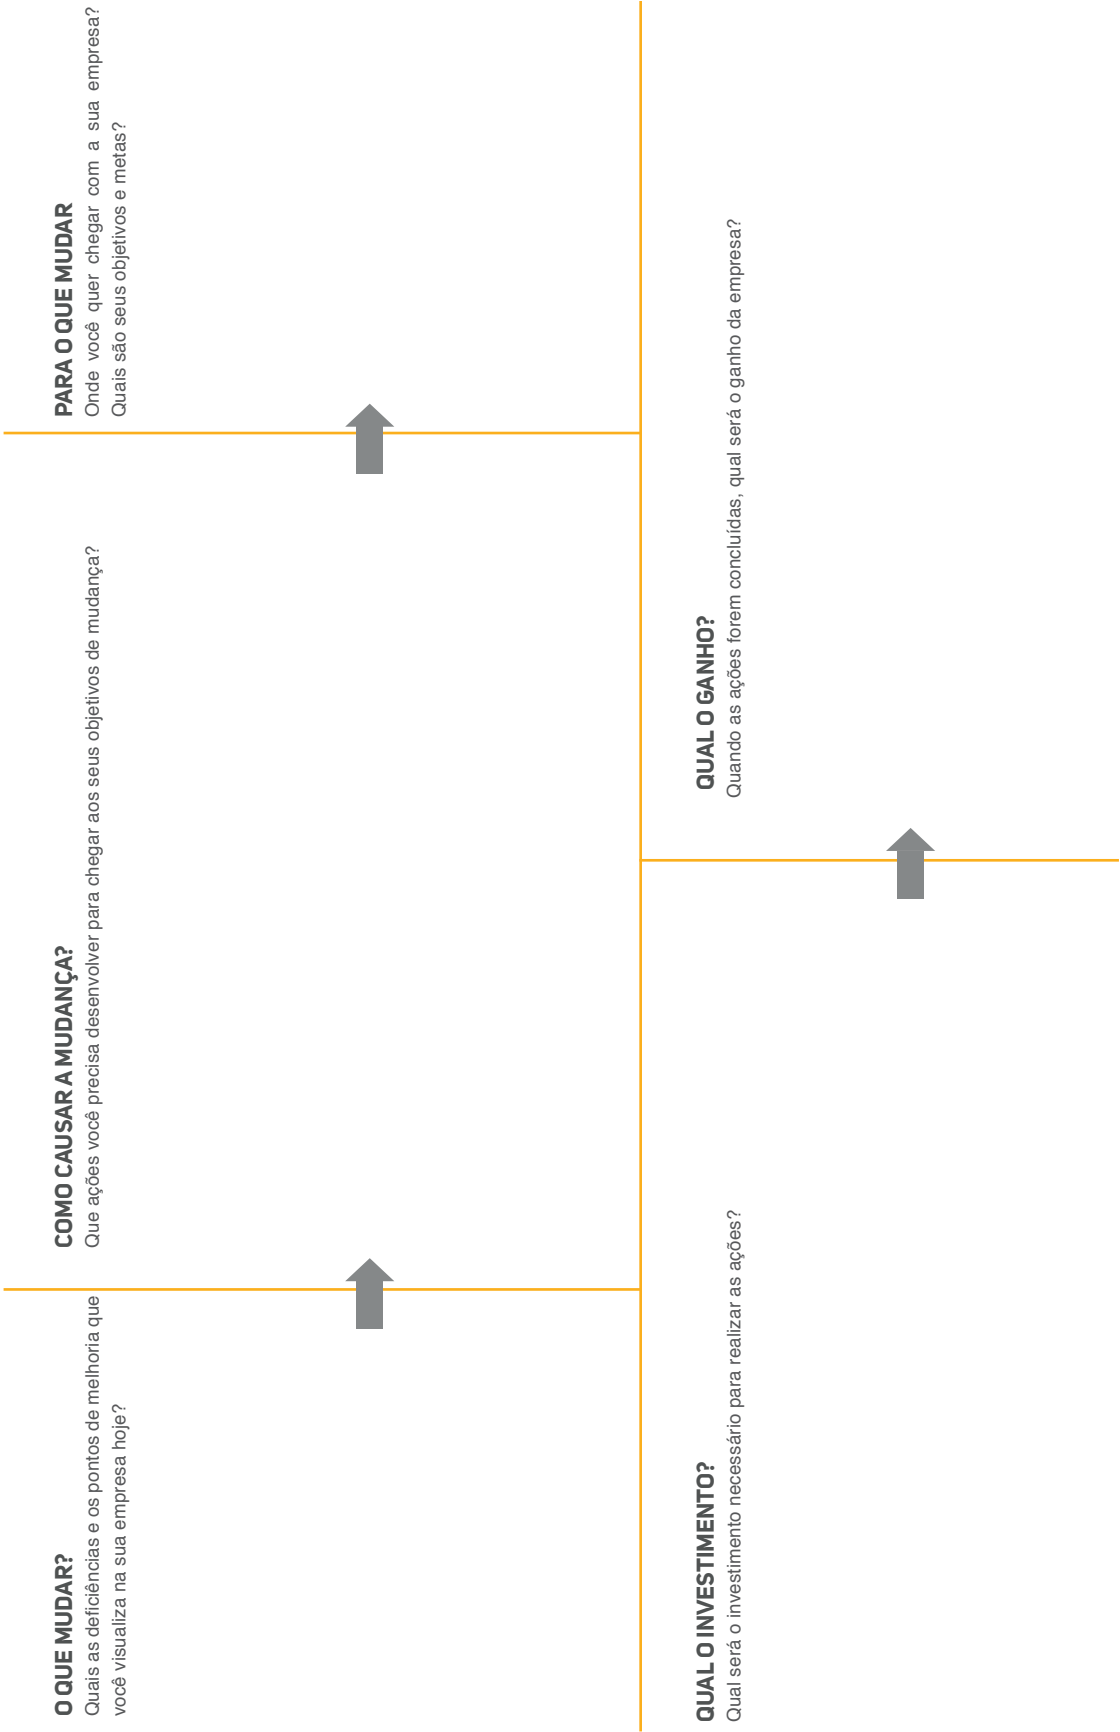 O QUE MUDAR?
Quais as deficiências e os pontos de melhoria que
você visualiza na sua empresa hoje?
COMO CAUSAR A MUDANÇA?
Que ações você precisa desenvolver para chegar aos seus objetivos de mudança?
PARA O QUE MUDAR
Onde você quer chegar com a sua empresa?
Quais são seus objetivos e metas?
QUAL O INVESTIMENTO?
Qual será o investimento necessário para realizar as ações?
QUAL O GANHO?
Quando as ações forem concluídas, qual será o ganho da empresa?